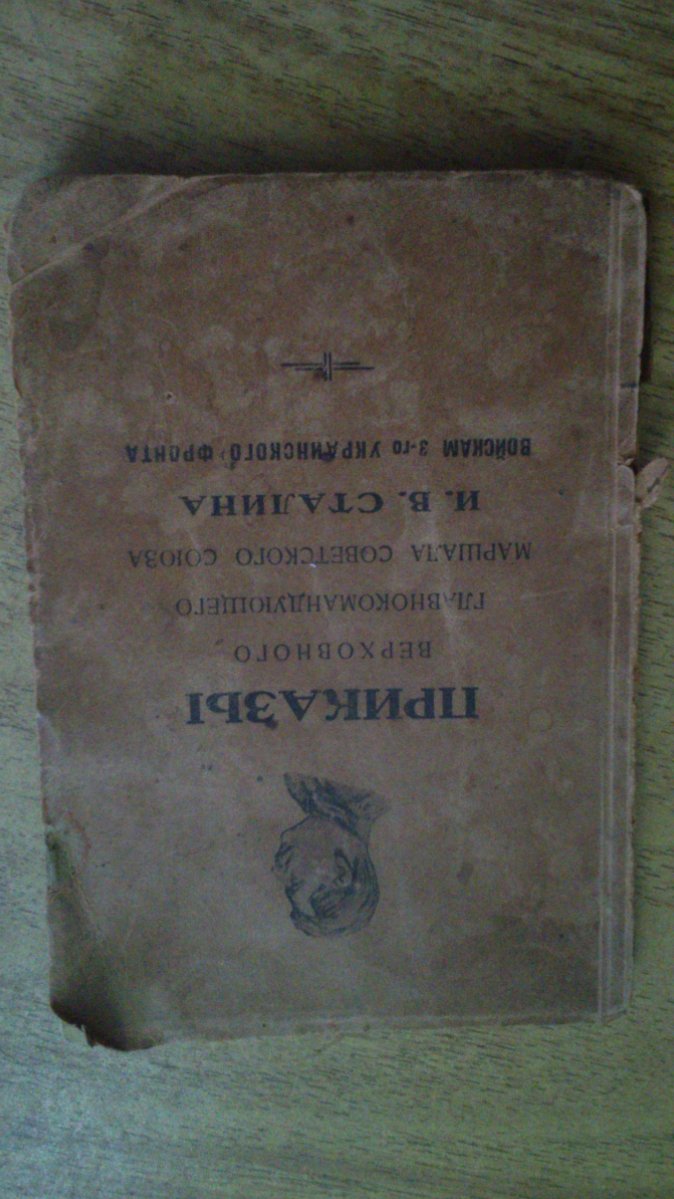 ПРИКАЗЫ
ВЕРХОВНОГО
ГЛАВНОКОМАНДУЮЩЕГО
МАРШАЛА СОВЕТСКОГО СОЮЗА
И. В. СТАЛИНА
ВОЙСКАМ 3-го УКРАИНСКОГО ФРОНТА